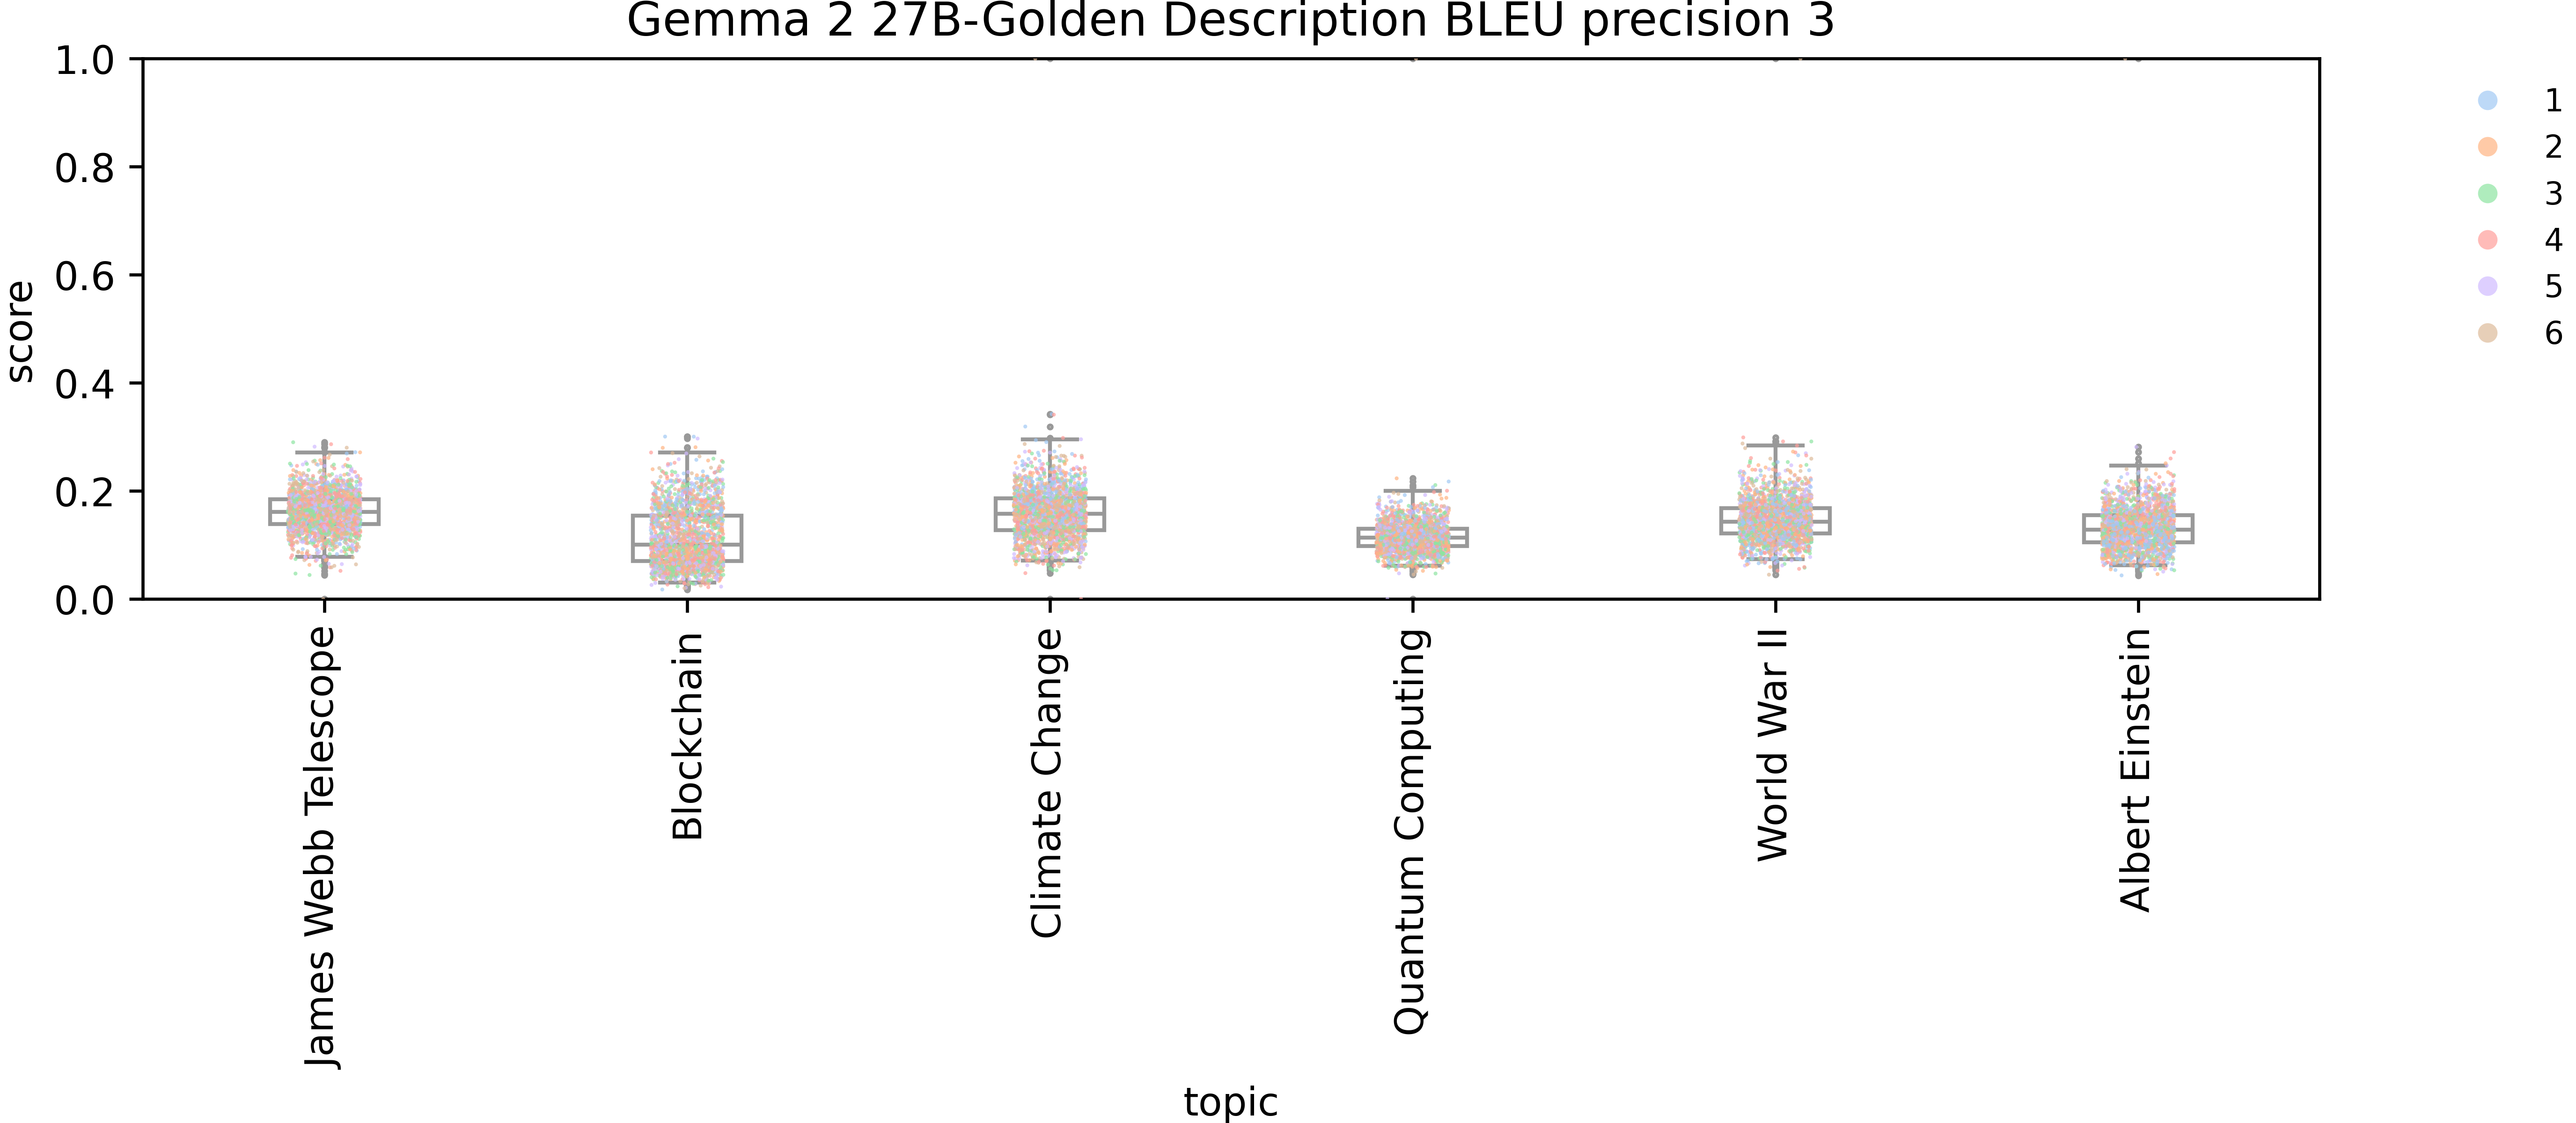 Gemma 2 27B-Golden Description BLEU precision 3
1.0
0.8
0.6
0.4
0.2
0.0
score
1
2
3
4
5
6
James Webb Telescope
Blockchain
Climate Change
Quantum Computing
World War II
Albert Einstein
topic